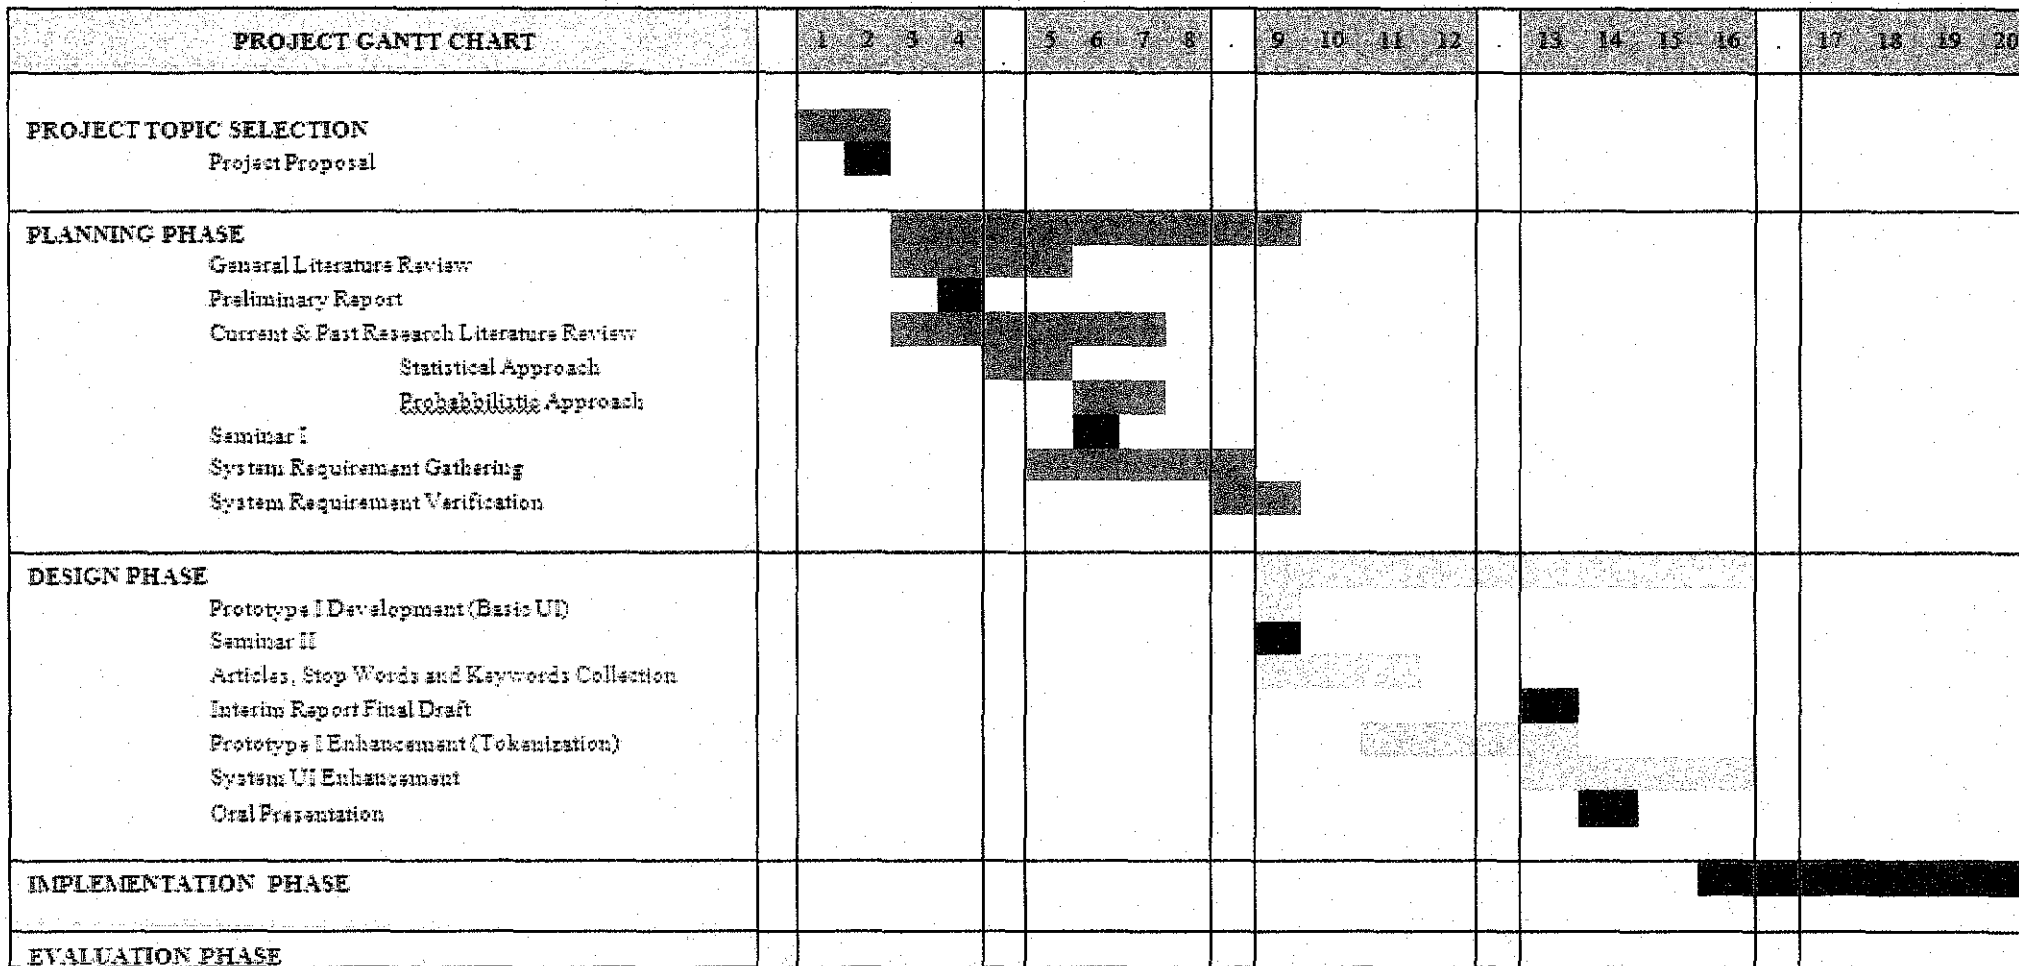 PROJECT GANTT CHART 1 2 3 4 5 6 7 8 . 9 10 11 12 . 13 14 15 16 . 17 18 19 20
PROJECT TOPIC SELECTION
Project Proposal
PLANNING PHASE
General Literature Review
Preliminary Report
Current & Past Research Literature Review
Statistical Approach
Probabbilistic Approach
Seminar I
System Requirement Gathering
System Requirement Verification
DESIGN PHASE
Prototype I Development (Basic UI)
Seminar II
Articles, Stop Words and Keywords Collection
Interim Report Final Draft
Prototype I Enhancement (Tokenization)
System UI Enhancement
Oral Presentation
IMPLEMENTATION PHASE
EVALUATION PHASE